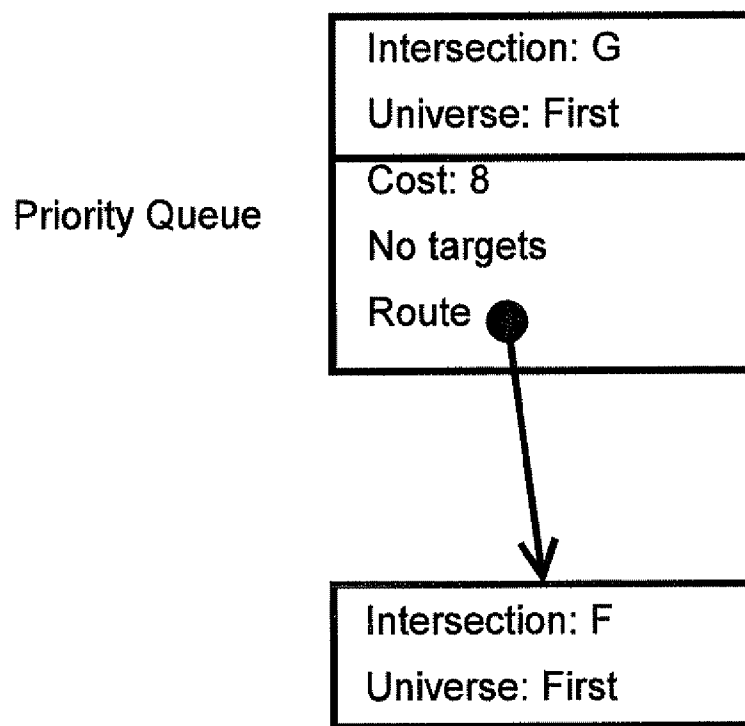 Intersection: G
Universe: First
Priority Queue
Cost: 8
No targets
Route
Intersection: F
Universe: First